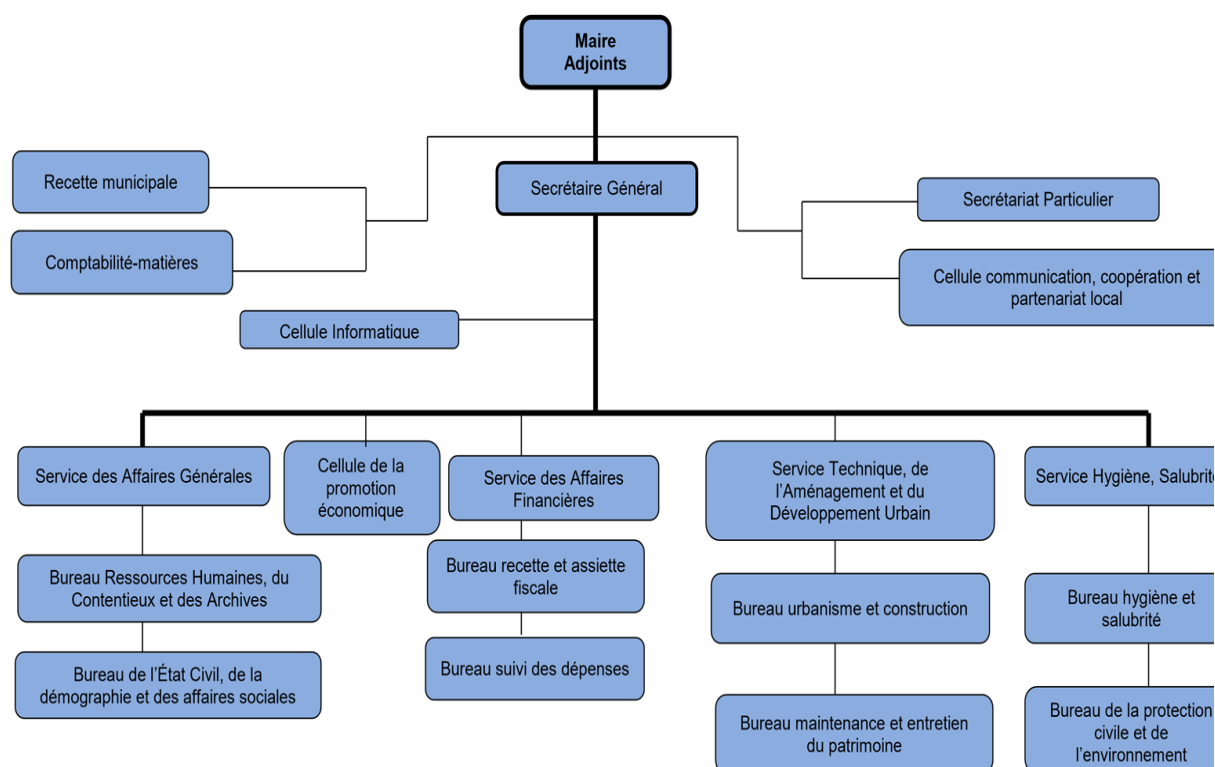 Maire
Adjoints
Recette municipale
Secrétaire Général
Secrétariat Particulier
Comptabilité-matières
Cellule communication, coopération et
partenariat local
Cellule Informatique
Service des Affaires Générales
Cellule de la
promotion
économique
Service des Affaires
Financières
Service Technique, de
l’Aménagement et du
Développement Urbain
Service Hygiène, Salubrité
Bureau Ressources Humaines, du
Contentieux et des Archives
Bureau recette et assiette
fiscale
Bureau urbanisme et construction
Bureau hygiène et
salubrité
Bureau de l’État Civil, de la
démographie et des affaires sociales
Bureau suivi des dépenses
Bureau maintenance et entretien
du patrimoine
Bureau de la protection
civile et de
l’environnement